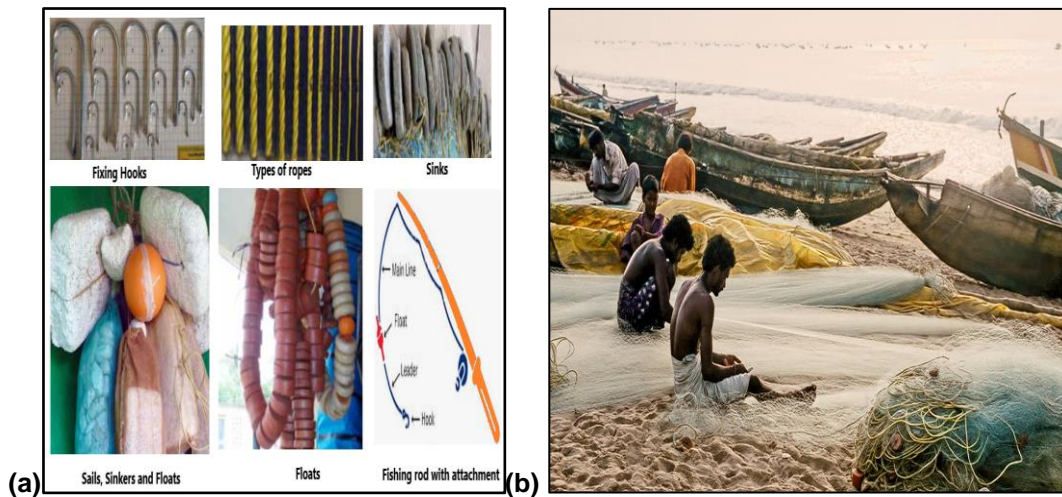 Fixing Hooks
Types of ropes
Sinks
Main Line
Float
Leader
Hook
Sails, Sinkers and Floats
Floats
Fishing rod with attachment
(a)
(b)